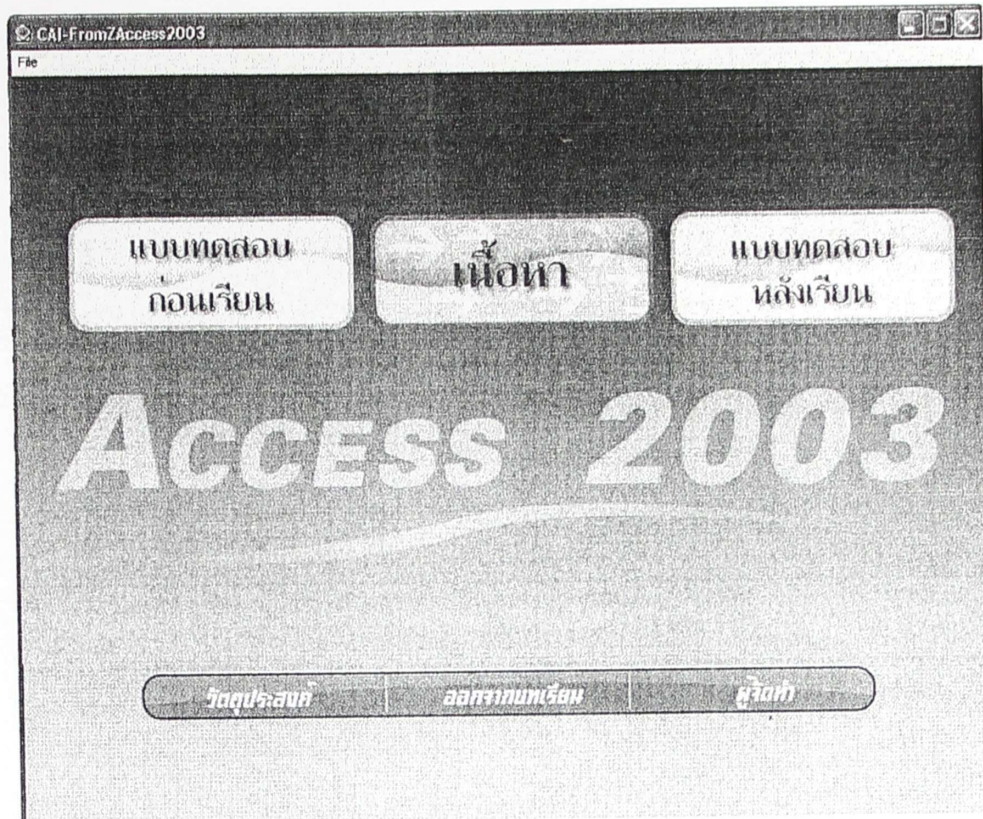 CAI-FromZAccess2003
File
แบบทดสอบ
ก่อนเรียน
เนื้อหา
แบบทดสอบ
หลังเรียน
ACCESS 2003
วัตถุประสงค์
ออกจากบทเรียน
ผู้จัดทำ